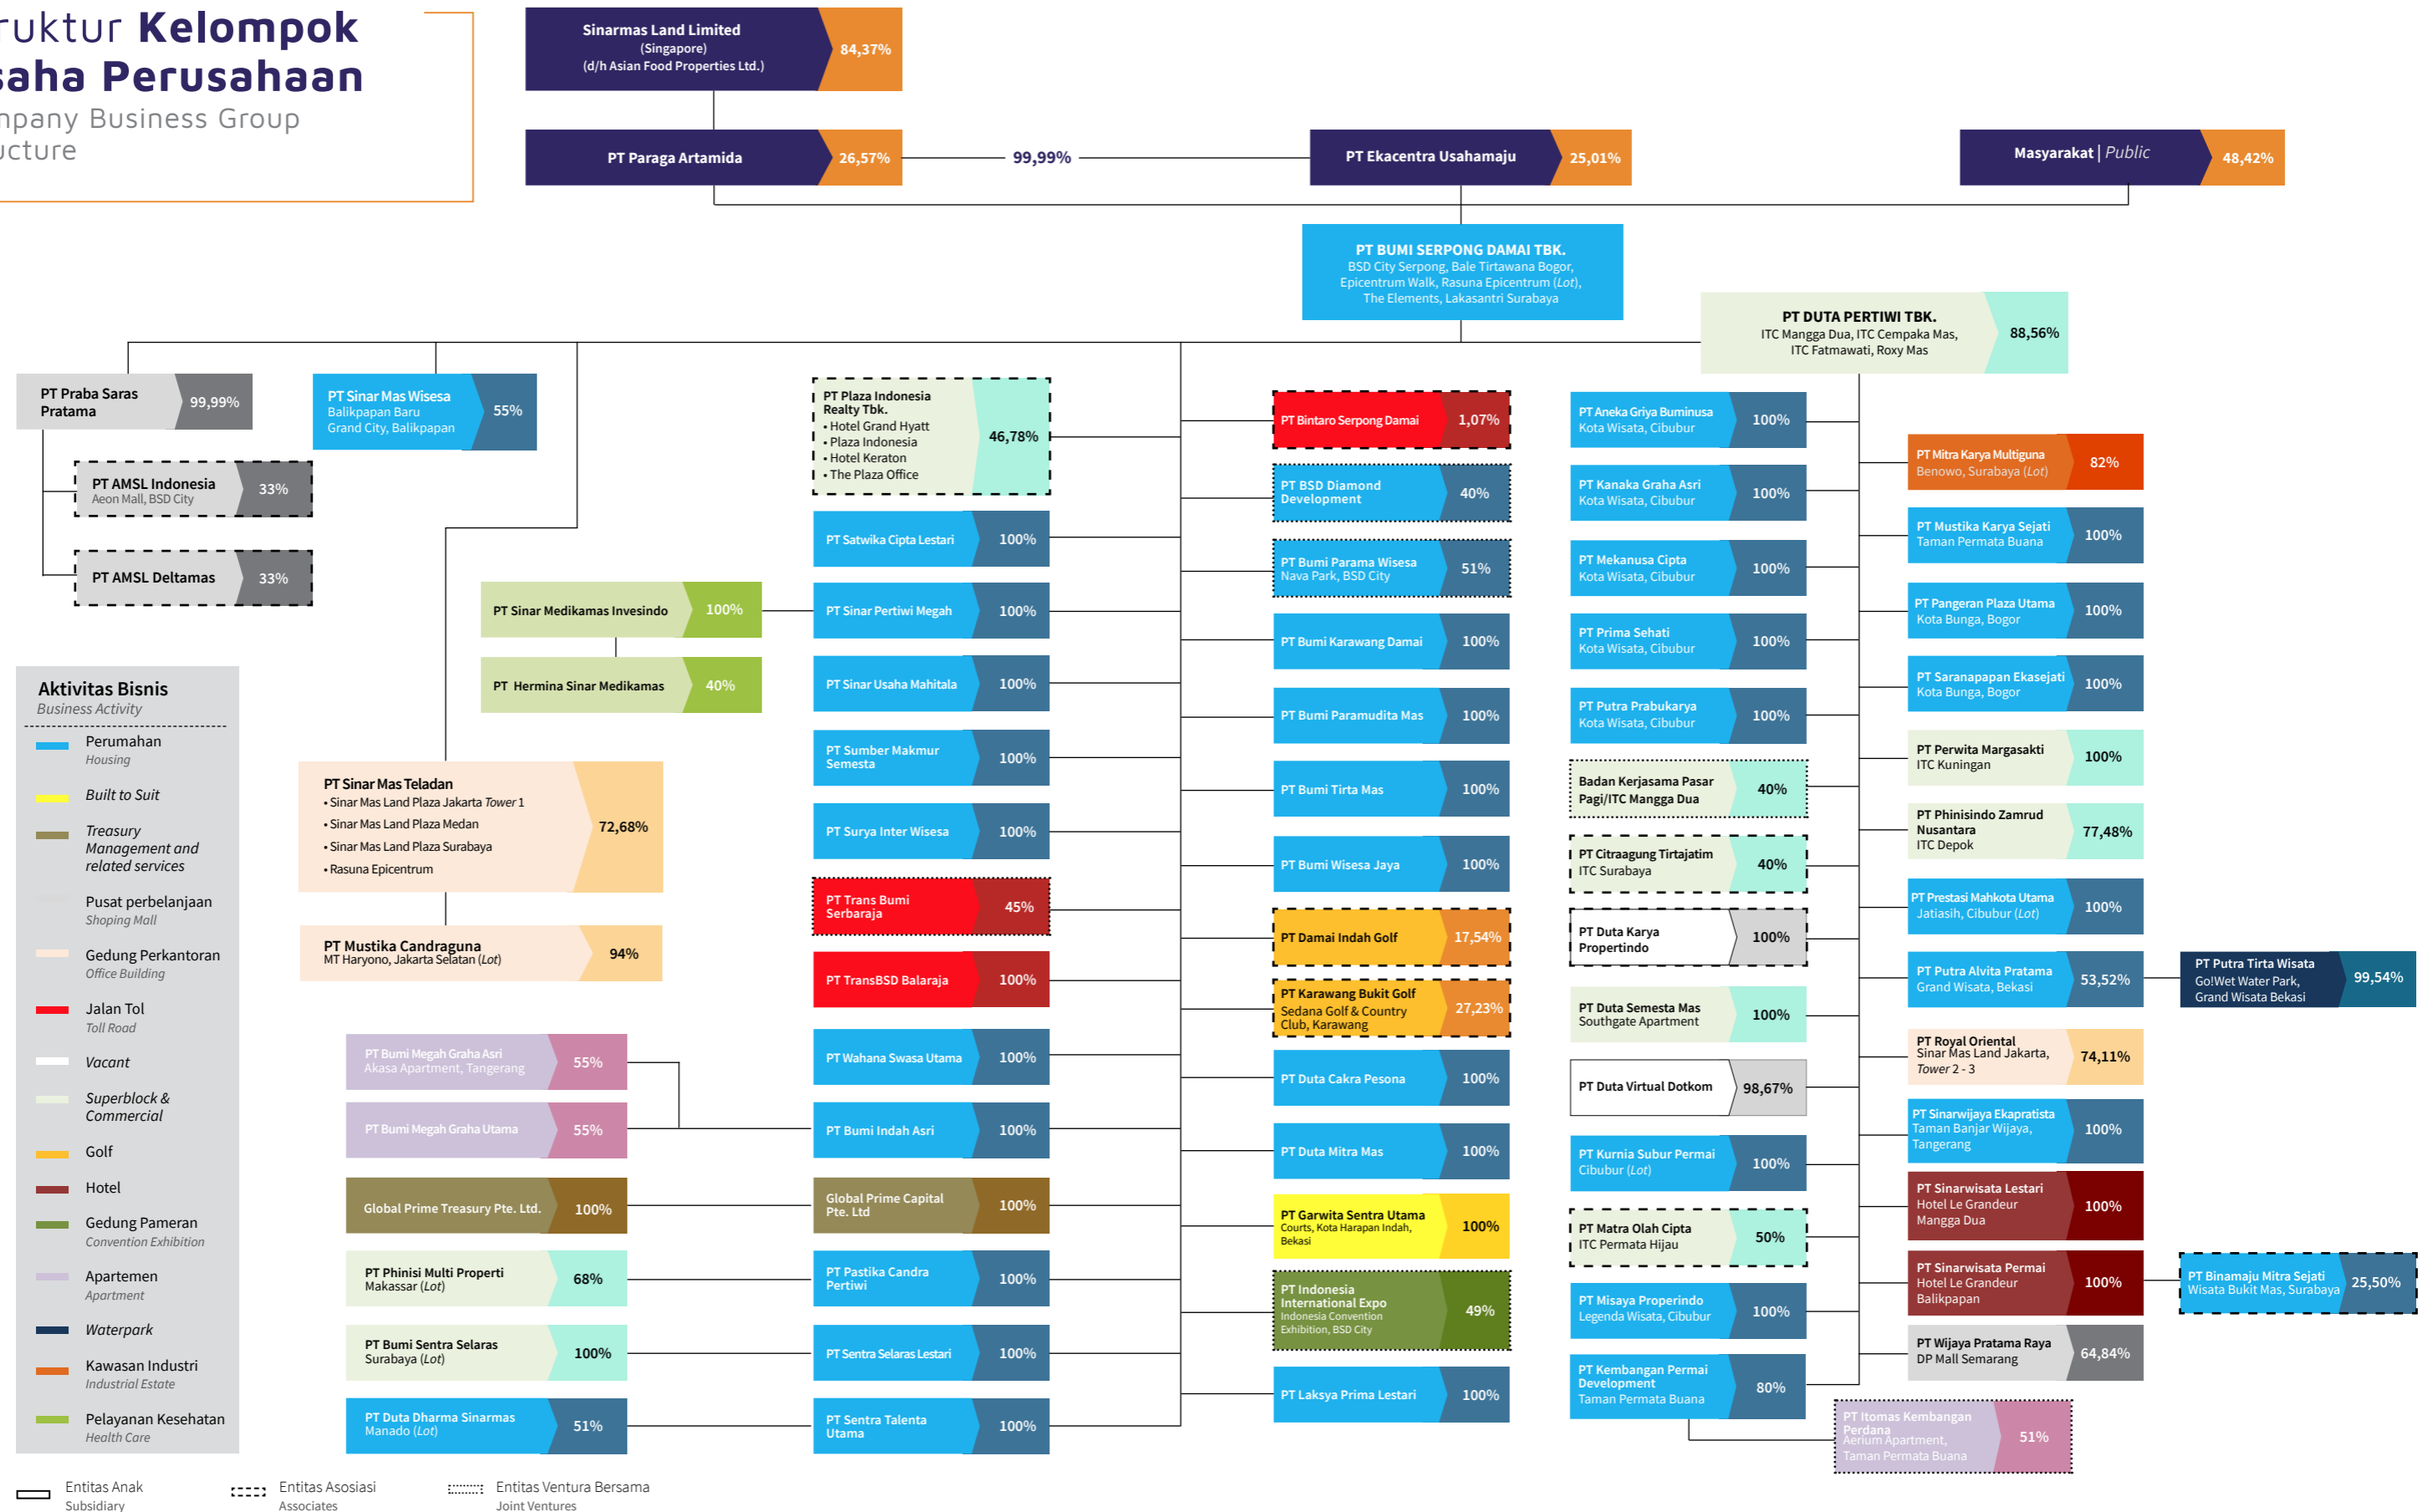 ruktur Kelompok
saha Perusahaan
mpany Business Group
ucture
Sinarmas Land Limited
(Singapore)
(d/h Asian Food Properties Ltd.)
84,37%
PT Paraga Artamida
26,57%
99,99%
PT Ekacentra Usahamaju
25,01%
Masyarakat | Public
48,42%
PT BUMI SERPONG DAMAI TBK.
BSD City Serpong, Bale Tirtawana Bogor,
Epicentrum Walk, Rasuna Epicentrum (Lot),
The Elements, Lakasantri Surabaya
PT DUTA PERTIWI TBK.
ITC Mangga Dua, ITC Cempaka Mas,
ITC Fatmawati, Roxy Mas
88,56%
PT Praba Saras
Pratama
99,99%
PT AMSL Indonesia
Aeon Mall, BSD City
33%
PT AMSL Deltamas
33%
PT Sinar Mas Wisesa
Balikpapan Baru
Grand City, Balikpapan
55%
PT Sinar Medikamas Invesindo
100%
PT Hermina Sinar Medikamas
40%
PT Sinar Mas Teladan
• Sinar Mas Land Plaza Jakarta Tower 1
• Sinar Mas Land Plaza Medan
• Sinar Mas Land Plaza Surabaya
• Rasuna Epicentrum
72,68%
PT Mustika Candraguna
MT Haryono, Jakarta Selatan (Lot)
94%
PT Bumi Megah Graha Asri
Akasa Apartment, Tangerang
55%
PT Bumi Megah Graha Utama
55%
Global Prime Treasury Pte. Ltd.
100%
PT Phinisi Multi Properti
Makassar (Lot)
68%
PT Bumi Sentra Selaras
Surabaya (Lot)
100%
PT Duta Dharma Sinarmas
Manado (Lot)
51%
PT Plaza Indonesia
Realty Tbk.
• Hotel Grand Hyatt
• Plaza Indonesia
• Hotel Keraton
• The Plaza Office
46,78%
PT Satwika Cipta Lestari
100%
PT Sinar Pertiwi Megah
100%
PT Sinar Usaha Mahitala
100%
PT Sumber Makmur
Semesta
100%
PT Surya Inter Wisesa
100%
PT Trans Bumi
Serbaraja
45%
PT TransBSD Balaraja
100%
PT Wahana Swasa Utama
100%
PT Bumi Indah Asri
100%
Global Prime Capital
Pte. Ltd
100%
PT Pastika Candra
Pertiwi
100%
PT Sentra Selaras Lestari
100%
PT Sentra Talenta
Utama
100%
PT Bintaro Serpong Damai
1,07%
PT BSD Diamond
Development
40%
PT Bumi Parama Wisesa
Nava Park, BSD City
51%
PT Bumi Karawang Damai
100%
PT Bumi Paramudita Mas
100%
PT Bumi Tirta Mas
100%
PT Bumi Wisesa Jaya
100%
PT Damai Indah Golf
17,54%
PT Karawang Bukit Golf
Sedana Golf & Country
Club, Karawang
27,23%
PT Duta Cakra Pesona
100%
PT Duta Mitra Mas
100%
PT Garwita Sentra Utama
Courts, Kota Harapan Indah,
Bekasi
100%
PT Indonesia
International Expo
Indonesia Convention
Exhibition, BSD City
49%
PT Laksya Prima Lestari
100%
PT Aneka Griya Buminusa
Kota Wisata, Cibubur
100%
PT Kanaka Graha Asri
Kota Wisata, Cibubur
100%
PT Mekanusa Cipta
Kota Wisata, Cibubur
100%
PT Prima Sehati
Kota Wisata, Cibubur
100%
PT Putra Prabukarya
Kota Wisata, Cibubur
100%
Badan Kerjasama Pasar
Pagi/ITC Mangga Dua
40%
PT Citraagung Tirtajatim
ITC Surabaya
40%
PT Duta Karya
Propertindo
100%
PT Duta Semesta Mas
Southgate Apartment
100%
PT Duta Virtual Dotkom
98,67%
PT Kurnia Subur Permai
Cibubur (Lot)
100%
PT Matra Olah Cipta
ITC Permata Hijau
50%
PT Misaya Properindo
Legenda Wisata, Cibubur
100%
PT Kembangan Permai
Development
Taman Permata Buana
80%
PT Mitra Karya Multiguna
Benowo, Surabaya (Lot)
82%
PT Mustika Karya Sejati
Taman Permata Buana
100%
PT Pangeran Plaza Utama
Kota Bunga, Bogor
100%
PT Saranapapan Ekasejati
Kota Bunga, Bogor
100%
PT Perwita Margasakti
ITC Kuningan
100%
PT Phinisindo Zamrud
Nusantara
ITC Depok
77,48%
PT Prestasi Mahkota Utama
Jatiasih, Cibubur (Lot)
100%
PT Putra Alvita Pratama
Grand Wisata, Bekasi
53,52%
PT Putra Tirta Wisata
Go!Wet Water Park,
Grand Wisata Bekasi
99,54%
PT Royal Oriental
Sinar Mas Land Jakarta,
Tower 2 - 3
74,11%
PT Sinarwijaya Ekapratista
Taman Banjar Wijaya,
Tangerang
100%
PT Sinarwisata Lestari
Hotel Le Grandeur
Mangga Dua
100%
PT Sinarwisata Permai
Hotel Le Grandeur
Balikpapan
100%
PT Binamaju Mitra Sejati
Wisata Bukit Mas, Surabaya
25,50%
PT Wijaya Pratama Raya
DP Mall Semarang
64,84%
PT Itomas Kembangan
Perdana
Aerium Apartment,
Taman Permata Buana
51%
Aktivitas Bisnis
Business Activity
Perumahan
Housing
Built to Suit
Treasury
Management and
related services
Pusat perbelanjaan
Shoping Mall
Gedung Perkantoran
Office Building
Jalan Tol
Toll Road
Vacant
Superblock &
Commercial
Golf
Hotel
Gedung Pameran
Convention Exhibition
Apartemen
Apartment
Waterpark
Kawasan Industri
Industrial Estate
Pelayanan Kesehatan
Health Care
Entitas Anak
Subsidiary
Entitas Asosiasi
Associates
Entitas Ventura Bersama
Joint Ventures